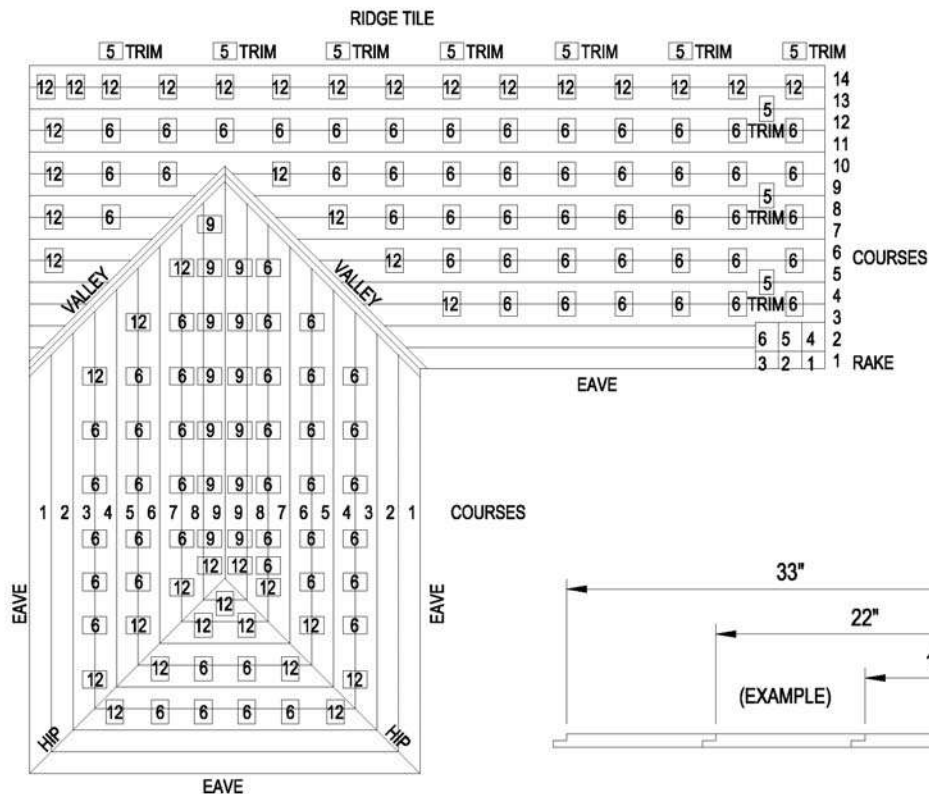 RIDGE TILE
5 TRIM 5 TRIM 5 TRIM 5 TRIM 5 TRIM 5 TRIM 5 TRIM
14
12 12 12 12 12 12 12 12 12 12 12 12 12 12 12
13
5
12
12 6 6 6 6 6 6 6 6 6 6 6 6 TRIM 6
11
10
12 6 6 12 6 6 6 6 6 6 6 6 6
9
5
8
12 6 12 6 6 6 6 6 6 6 TRIM 6
9
7
12 12 6 6 6 6 6 6 6 6 COURSES
VALLEY VALLEY
12 9 9 6
5
5
4
12 6 6 6 6 6 TRIM 6
3
12 6 9 9 6 6
6 5 4 2
3 2 1 1 RAKE
EAVE
12 6 6 9 9 6 6 6
6 6 6 9 9 6 6 6
6 6 6 9 9 6 6 6
1 2 3 4 5 6 7 8 9 9 8 7 6 5 4 3 2 1 COURSES
6 6 6 9 9 6 6 6
12 12 6
6 6 12 12 6 6
EAVE EAVE
12
6 12 12 12 12 6
12 6 6 12
12 12
12 6 6 6 6 12
HIP HIP
EAVE
33"
22"
(EXAMPLE)